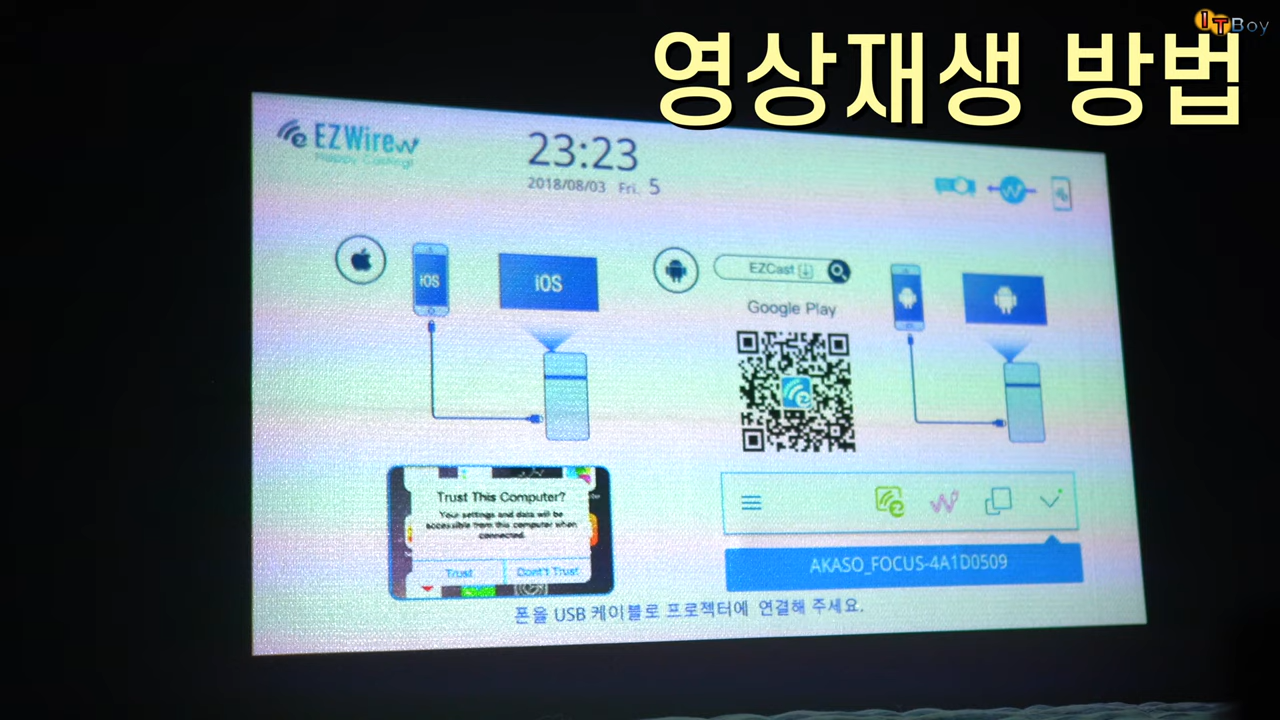 ITBoy
영상재생 방법
EZWire
Happy Casting!
23:23
2018/08/03 Fri. 5
iOS
iOS
EZCast
Google Play
Trust This Computer?
Your settings and data will be
accessible from this computer when
connected.
Trust
Don't Trust
AKASO_FOCUS-4A1D0509
폰을 USB 케이블로 프로젝터에 연결해 주세요.